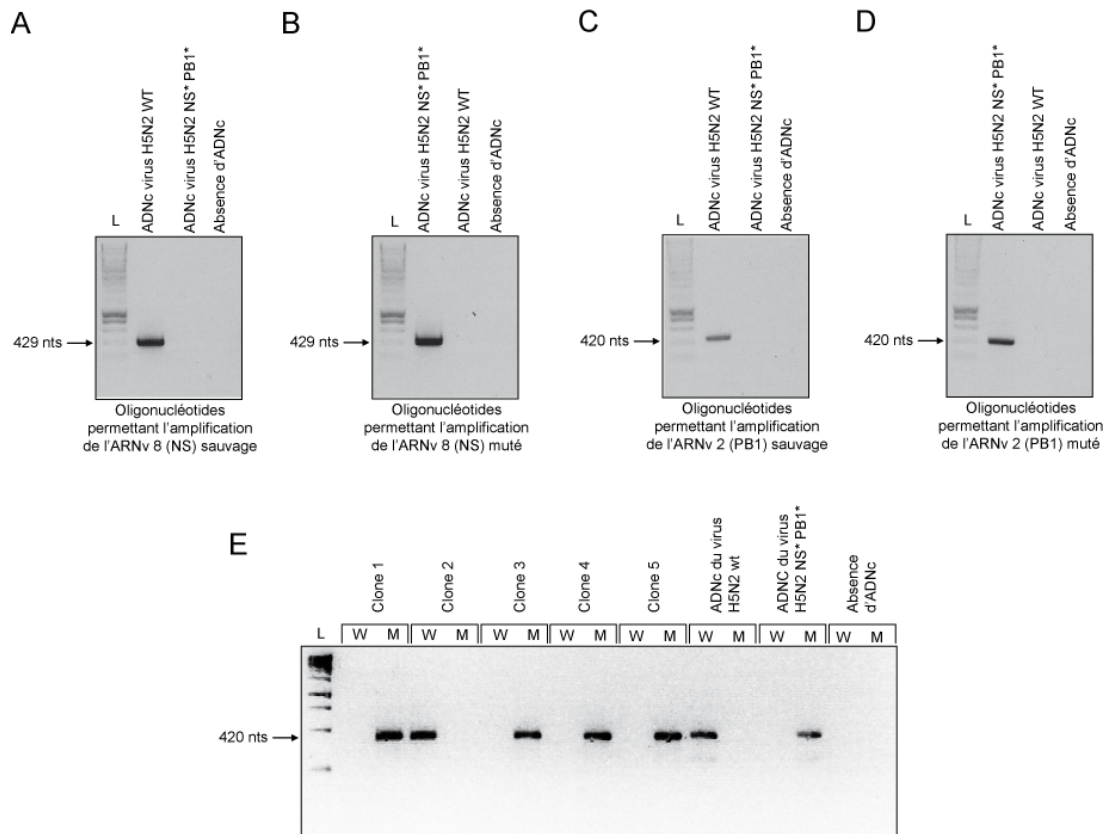 A
B
C
D
ADNc virus H5N2 WT
ADNc virus H5N2 NS* PB1*
Absence d'ADNc
ADNc virus H5N2 NS* PB1*
ADNc virus H5N2 WT
Absence d'ADNc
ADNc virus H5N2 WT
ADNc virus H5N2 NS* PB1*
Absence d'ADNc
ADNc virus H5N2 NS* PB1*
ADNc virus H5N2 WT
Absence d'ADNc
L
L
L
L
429 nts
429 nts
420 nts
420 nts
Oligonucléotides
permettant l'amplification
de l'ARNv 8 (NS) sauvage
Oligonucléotides
permettant l'amplification
de l'ARNv 8 (NS) muté
Oligonucléotides
permettant l'amplification
de l'ARNv 2 (PB1) sauvage
Oligonucléotides
permettant l'amplification
de l'ARNv 2 (PB1) muté
E
Clone 1
Clone 2
Clone 3
Clone 4
Clone 5
ADNc du virus
H5N2 wt
ADNC du virus
H5N2 NS* PB1*
Absence
d'ADNc
L W M W M W M W M W M W M W M W M
420 nts